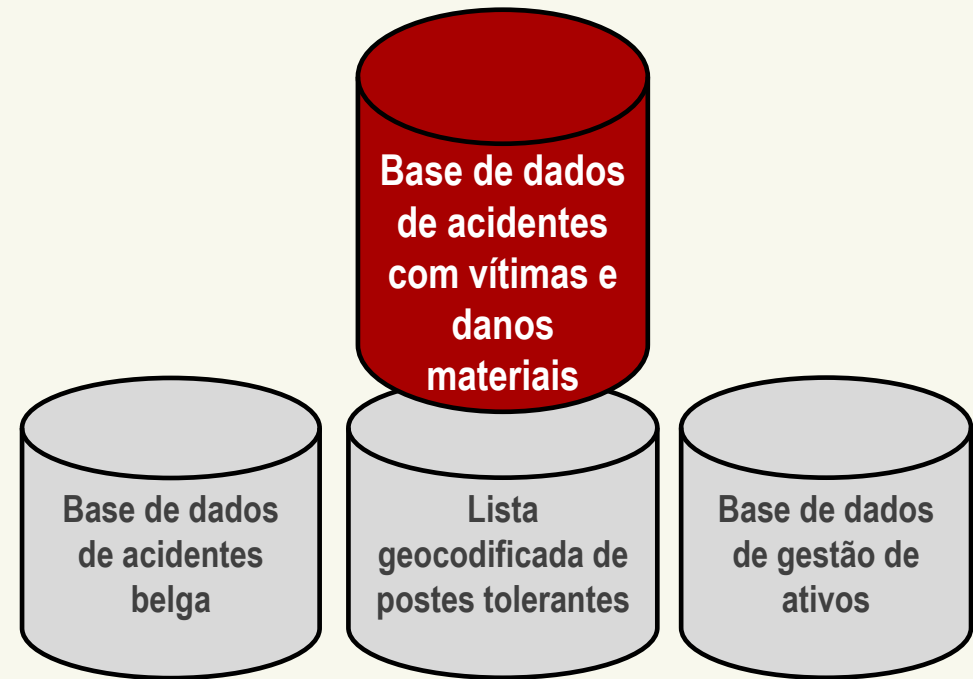 Base de dados
de acidentes
com vítimas e
danos
materiais
Base de dados
de acidentes
belga
Lista
geocodificada de
postes tolerantes
Base de dados
de gestão de
ativos